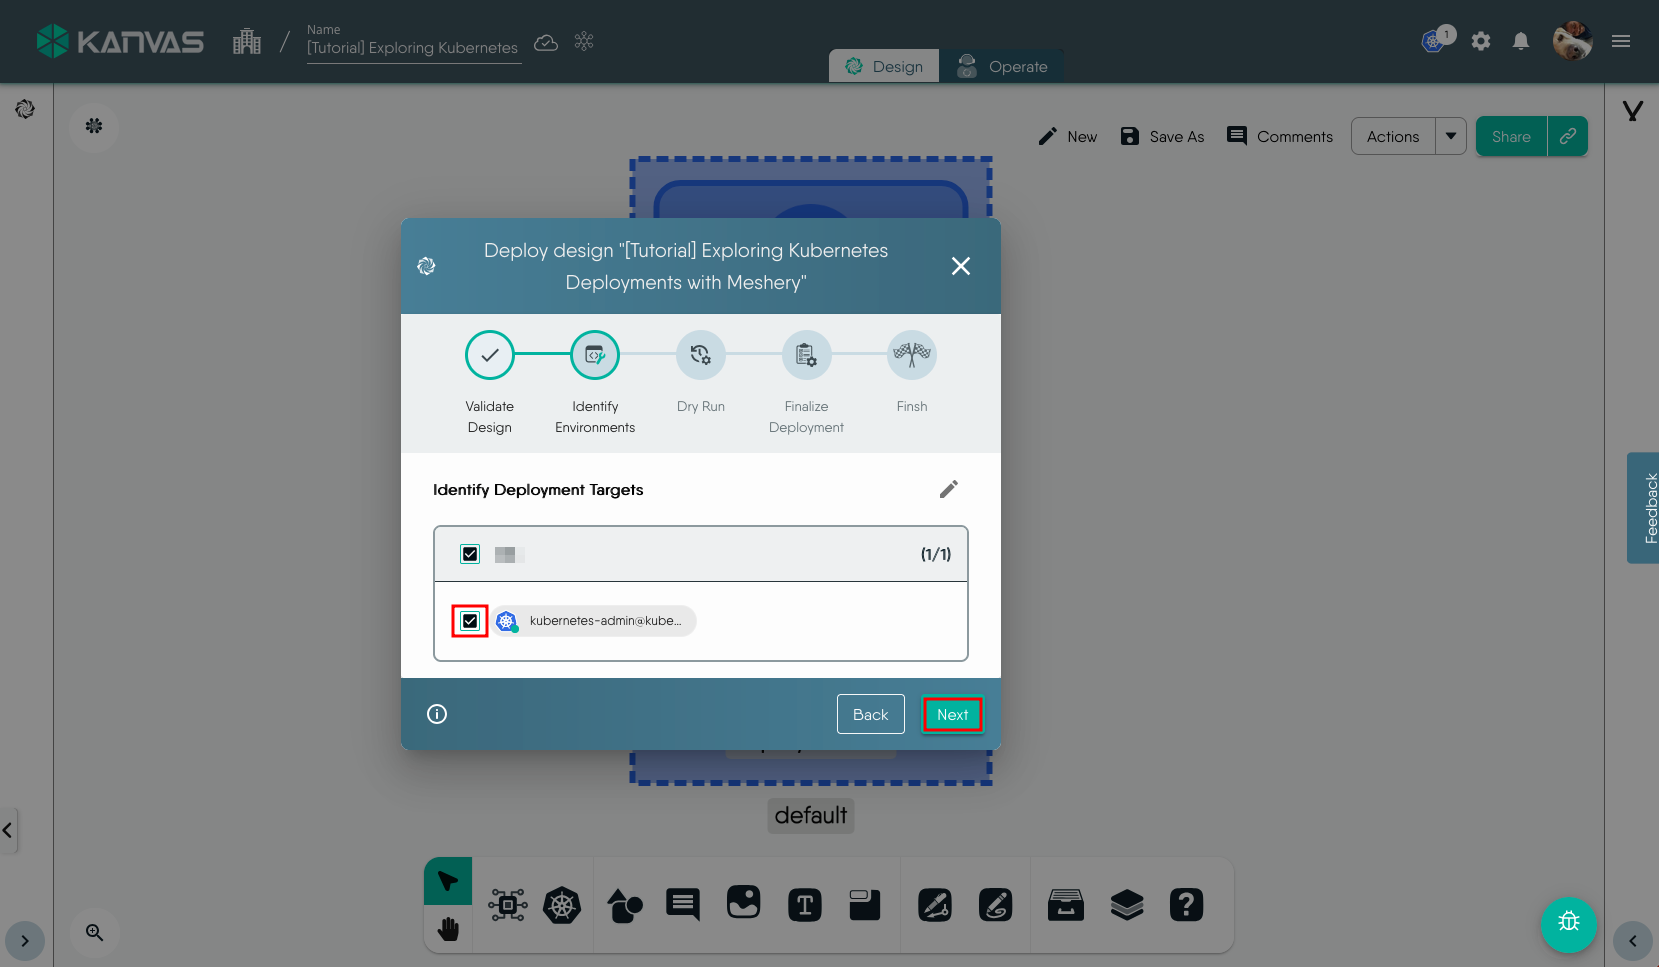 KANVAS
Name
[Tutorial] Exploring Kubernetes
1
Design
Operate
New
Save As
Comments
Actions
Share
Deploy design "[Tutorial] Exploring Kubernetes
Deployments with Meshery"
Validate
Design
Identify
Environments
Dry Run
Finalize
Deployment
Finsh
Identify Deployment Targets
(1/1)
kubernetes-admin@kube...
Back
Next
default
Feedback